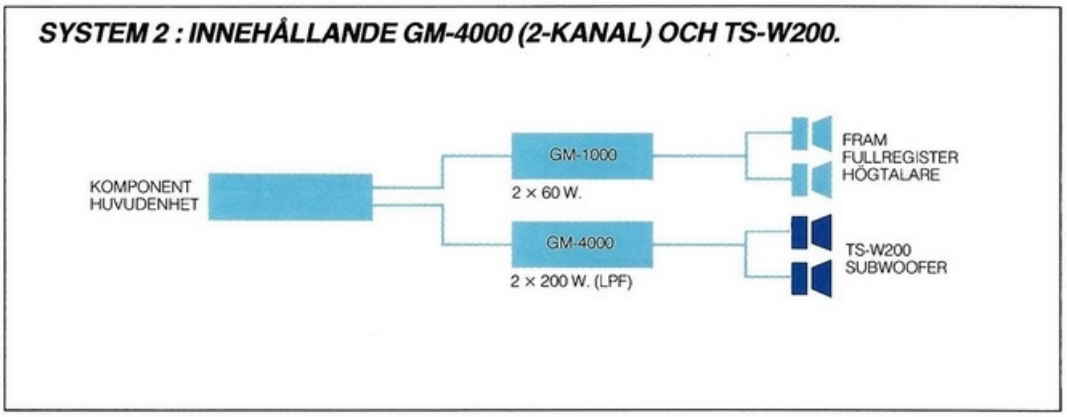 SYSTEM 2 : INNEHÅLLANDE GM-4000 (2-KANAL) OCH TS-W200.
KOMPONENT
HUVUDENHET
GM-1000
2 × 60 W.
FRAM
FULLREGISTER
HÖGTALARE
GM-4000
2 × 200 W. (LPF)
TS-W200
SUBWOOFER